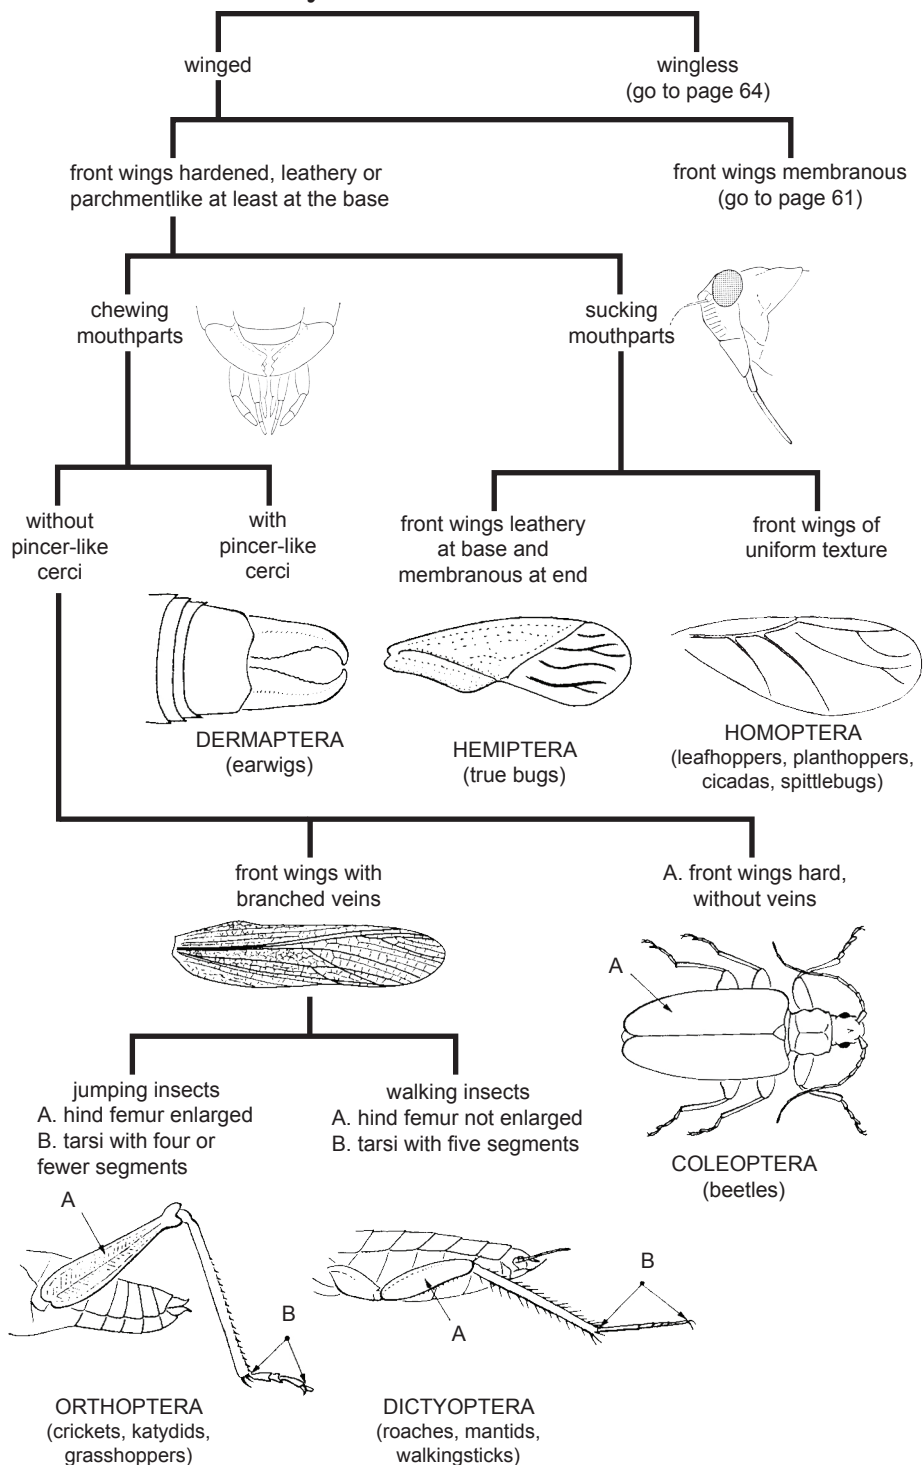 winged
wingless
(go to page 64)
front wings hardened, leathery or
parchmentlike at least at the base
front wings membranous
(go to page 61)
chewing
mouthparts
sucking
mouthparts
without
pincer-like
cerci
with
pincer-like
cerci
front wings leathery
at base and
membranous at end
front wings of
uniform texture
DERMAPTERA
(earwigs)
HEMIPTERA
(true bugs)
HOMOPTERA
(leafhoppers, planthoppers,
cicadas, spittlebugs)
front wings with
branched veins
A. front wings hard,
without veins
A
jumping insects
A. hind femur enlarged
B. tarsi with four or
fewer segments
walking insects
A. hind femur not enlarged
B. tarsi with five segments
COLEOPTERA
(beetles)
A
B
A
B
ORTHOPTERA
(crickets, katydids,
grasshoppers)
DICTYOPTERA
(roaches, mantids,
walkingsticks)